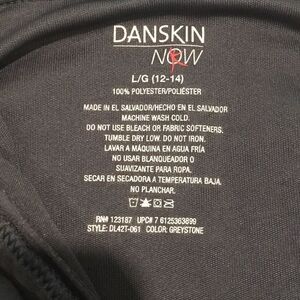 DANSKIN
NOW
L/G (12-14)
100% POLYESTER/POLIÉSTER
MADE IN EL SALVADOR/HECHO EN EL SALVADOR
MACHINE WASH COLD.
DO NOT USE BLEACH OR FABRIC SOFTENERS.
TUMBLE DRY LOW. DO NOT IRON.
LAVAR A MÁQUINA EN AGUA FRÍA
NO USAR BLANQUEADOR O
SUAVIZANTE PARA ROPA.
SECAR EN SECADORA A TEMPERATURA BAJA.
NO PLANCHAR.
RN# 123187 UPC# 7 6125363699
STYLE: DL42T-061 COLOR: GREYSTONE